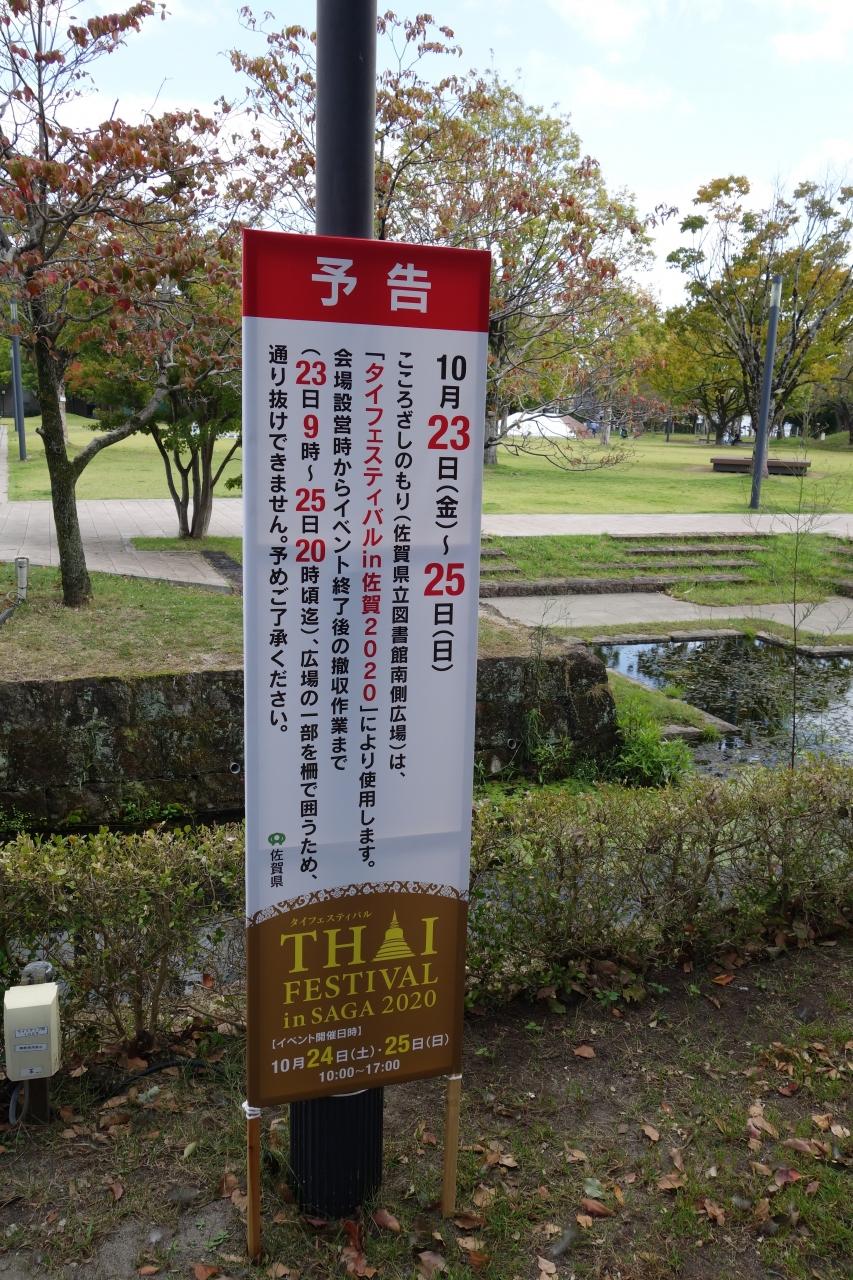 予告
10月23日(金)～25日(日)
こころざしのもり(佐賀県立図書館南側広場)は、
「タイフェスティバルin佐賀2020」により使用します。
会場設営時からイベント終了後の撤収作業まで
(23日9時～25日20時頃迄)、広場の一部を柵で囲うため、
通り抜けできません。予めご了承ください。
佐賀県
タイフェスティバル
THAI
FESTIVAL
in SAGA 2020
【イベント開催日時】
10月24日(土)・25日(日)
10:00～17:00